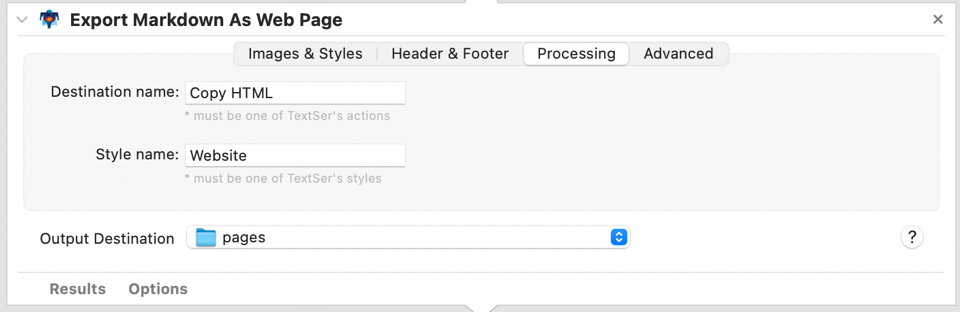 Export Markdown As Web Page
Images & Styles Header & Footer Processing Advanced
Destination name: Copy HTML
* must be one of TextSer's actions
Style name: Website
* must be one of TextSer's styles
Output Destination pages ?
Results Options